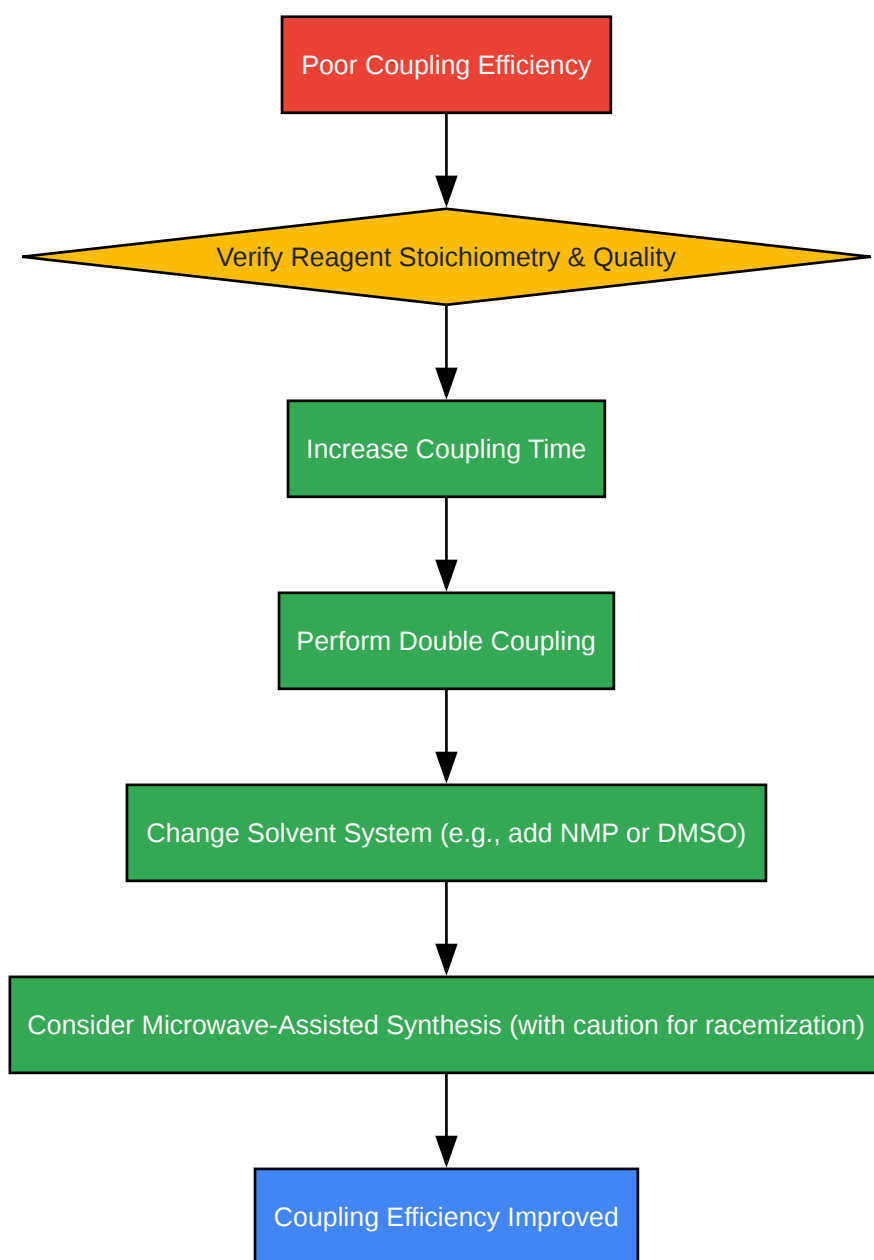 Poor Coupling Efficiency
Verify Reagent Stoichiometry & Quality
Increase Coupling Time
Perform Double Coupling
Change Solvent System (e.g., add NMP or DMSO)
Consider Microwave-Assisted Synthesis (with caution for racemization)
Coupling Efficiency Improved